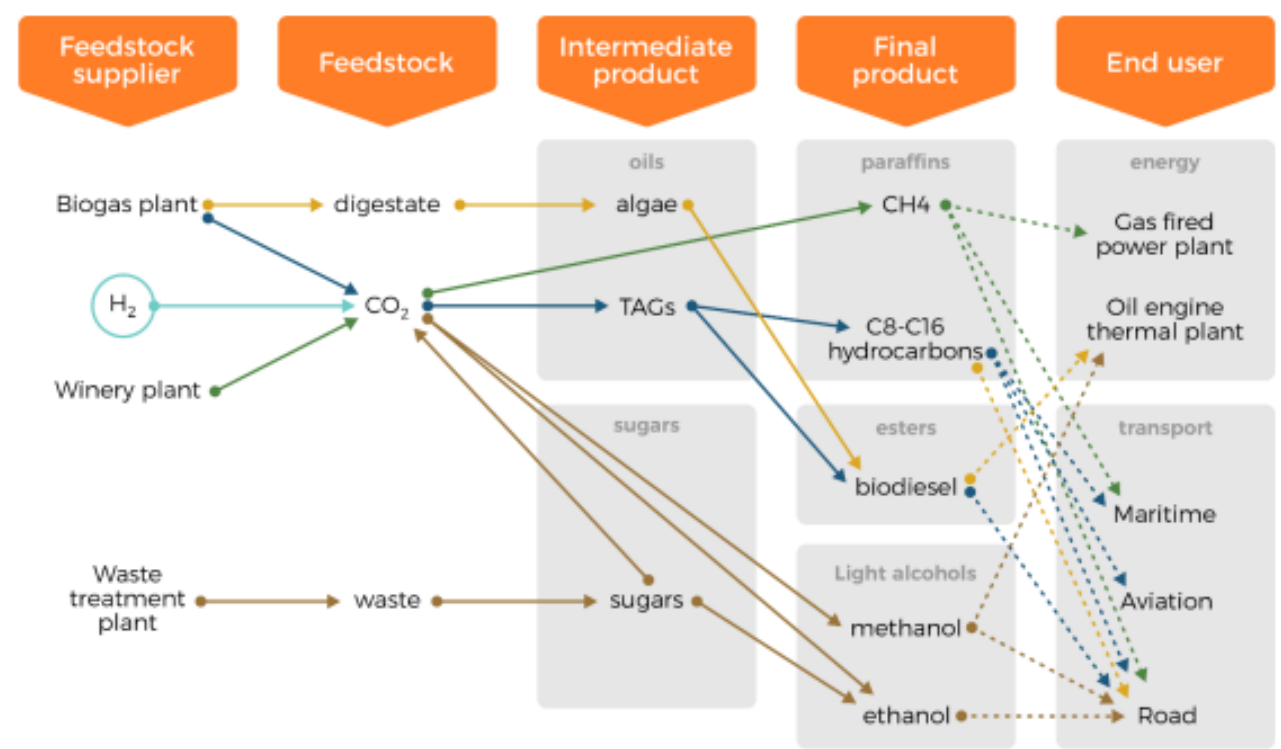 Feedstock
supplier
Feedstock
Intermediate
product
Final
product
End user
oils
paraffins
energy
Biogas plant
digestate
algae
CH4
Gas fired
power plant
H₂
CO₂
TAGs
C8-C16
hydrocarbons
Oil engine
thermal plant
Winery plant
sugars
esters
transport
biodiesel
Maritime
Waste
treatment
plant
waste
sugars
Light alcohols
methanol
Aviation
ethanol
Road